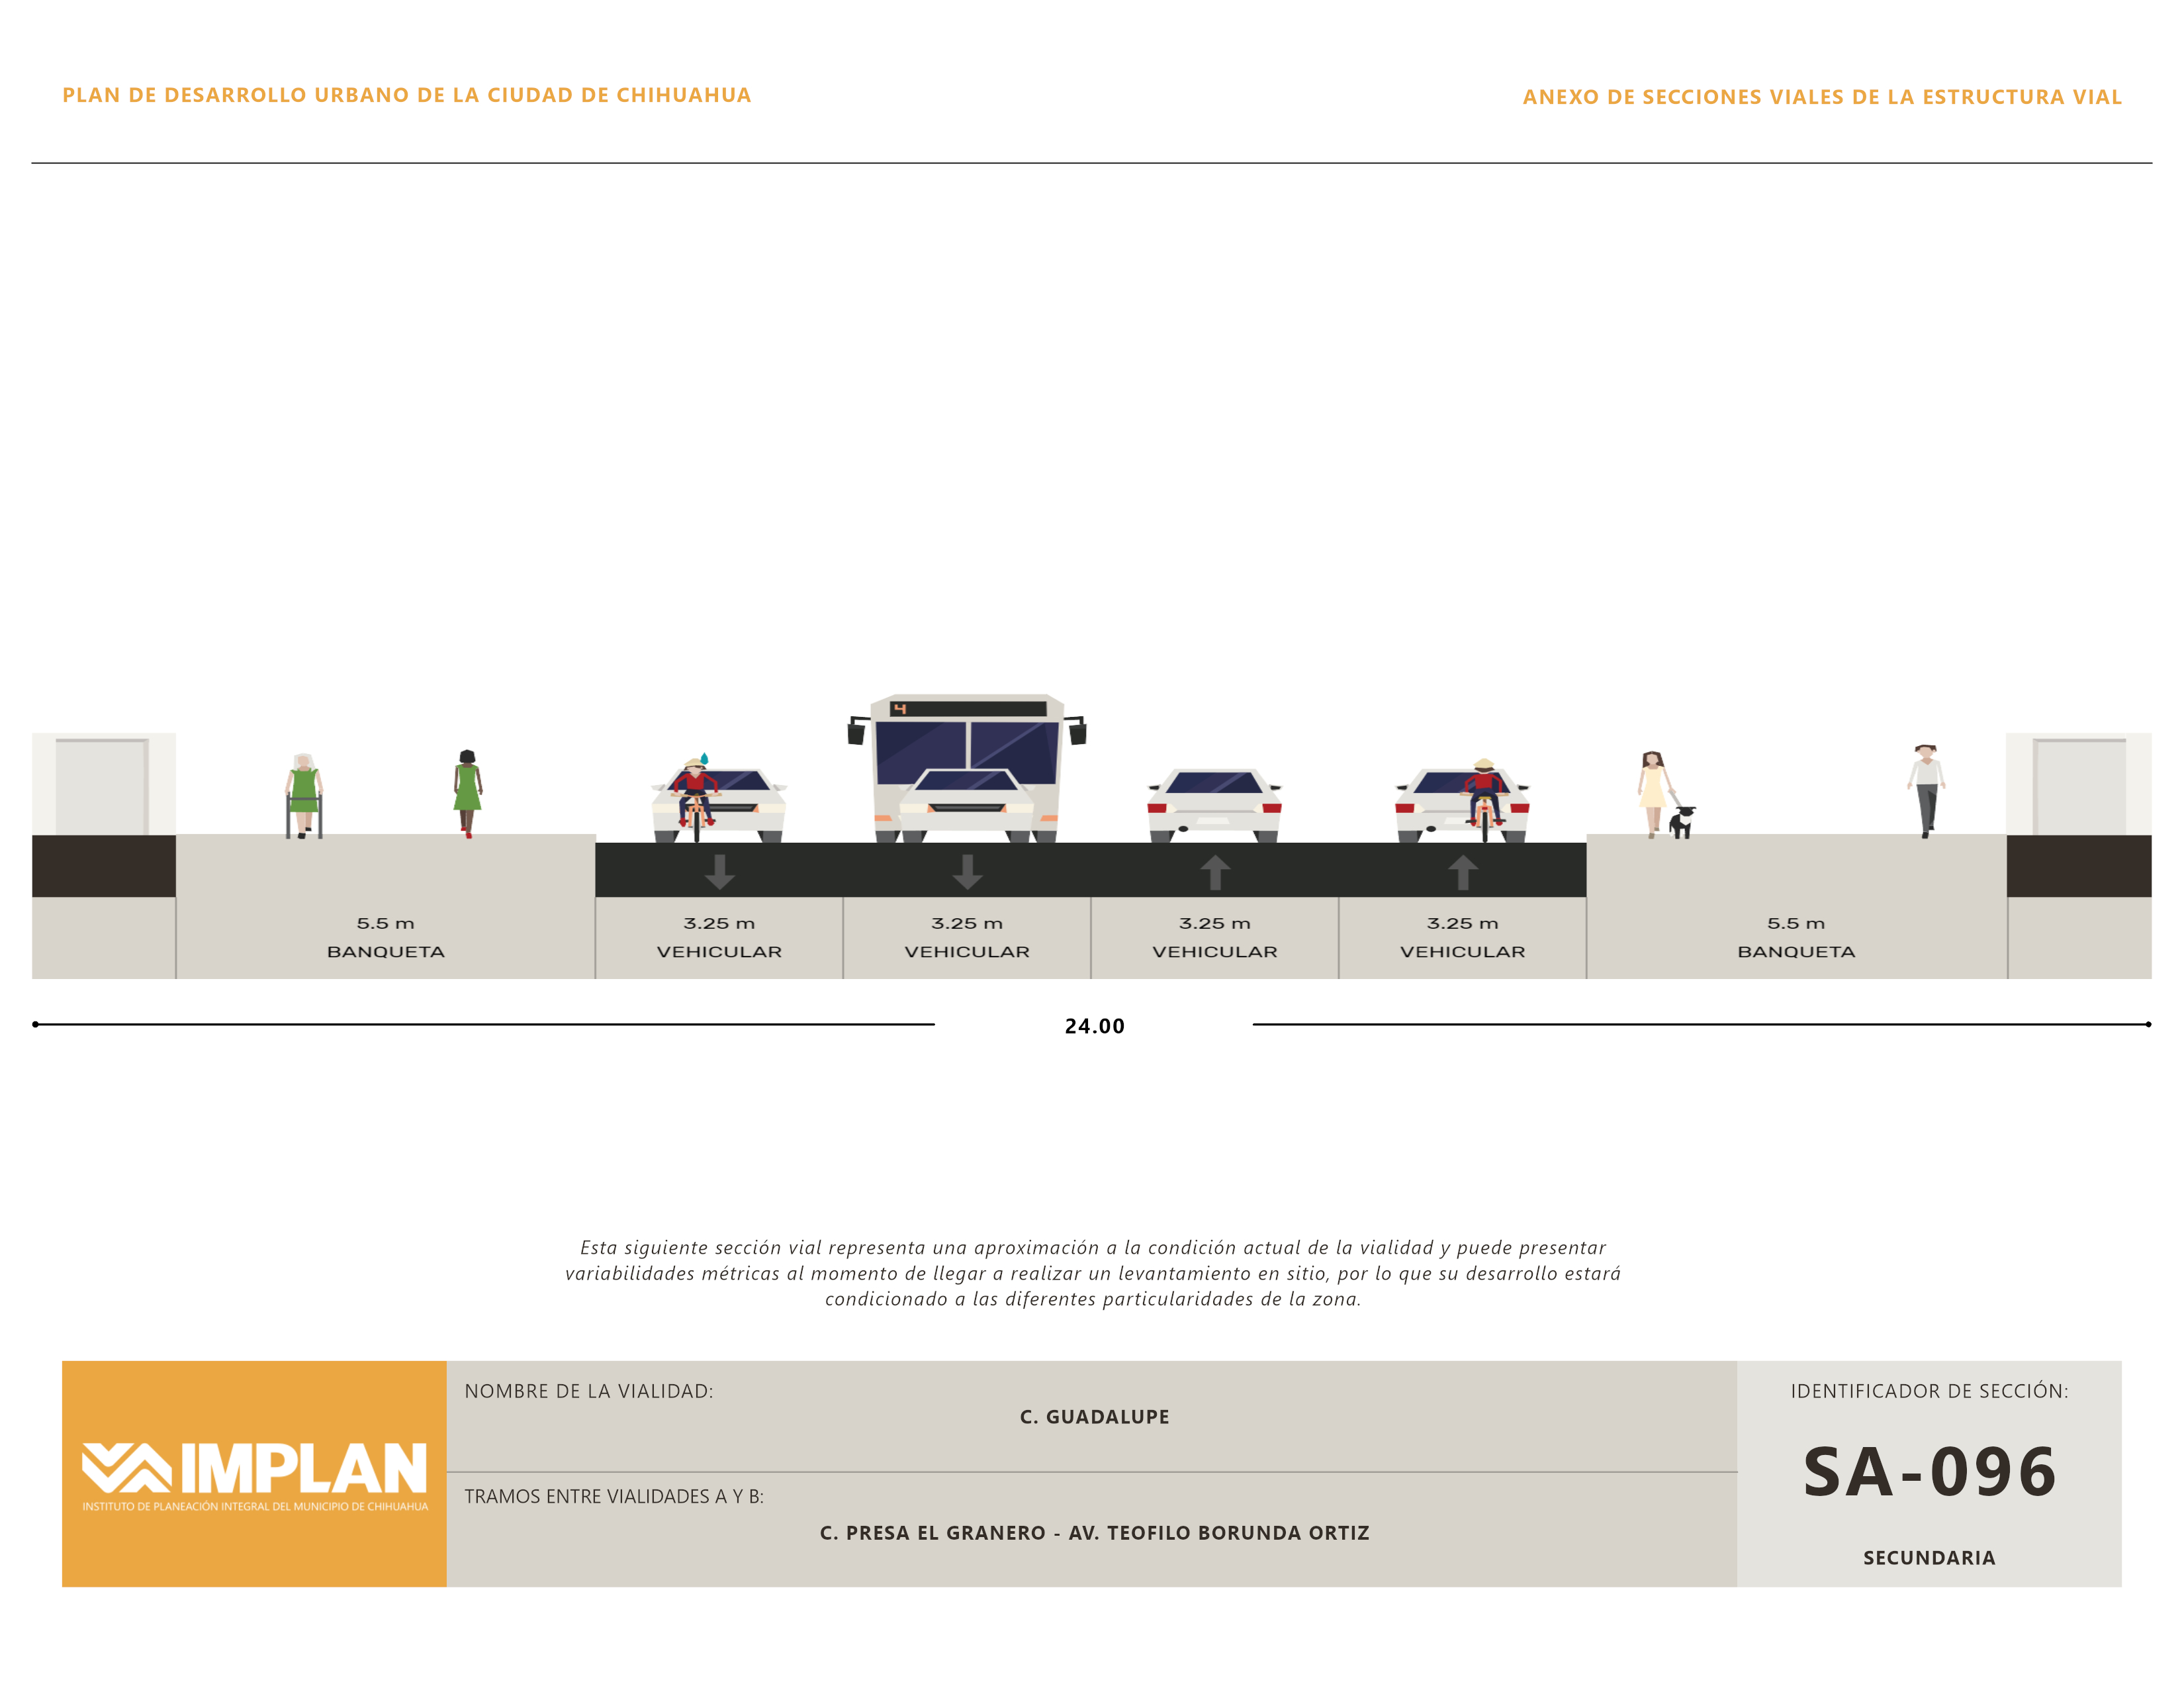 PLAN DE DESARROLLO URBANO DE LA CIUDAD DE CHIHUAHUA
ANEXO DE SECCIONES VIALES DE LA ESTRUCTURA VIAL
4
5.5 m
BANQUETA
3.25 m
VEHICULAR
3.25 m
VEHICULAR
3.25 m
VEHICULAR
3.25 m
VEHICULAR
5.5 m
BANQUETA
24.00
Esta siguiente sección vial representa una aproximación a la condición actual de la vialidad y puede presentar
variabilidades métricas al momento de llegar a realizar un levantamiento en sitio, por lo que su desarrollo estará
condicionado a las diferentes particularidades de la zona.
IMPLAN
INSTITUTO DE PLANEACIÓN INTEGRAL DEL MUNICIPIO DE CHIHUAHUA
NOMBRE DE LA VIALIDAD:
C. GUADALUPE
TRAMOS ENTRE VIALIDADES A Y B:
C. PRESA EL GRANERO - AV. TEOFILO BORUNDA ORTIZ
IDENTIFICADOR DE SECCIÓN:
SA-096
SECUNDARIA